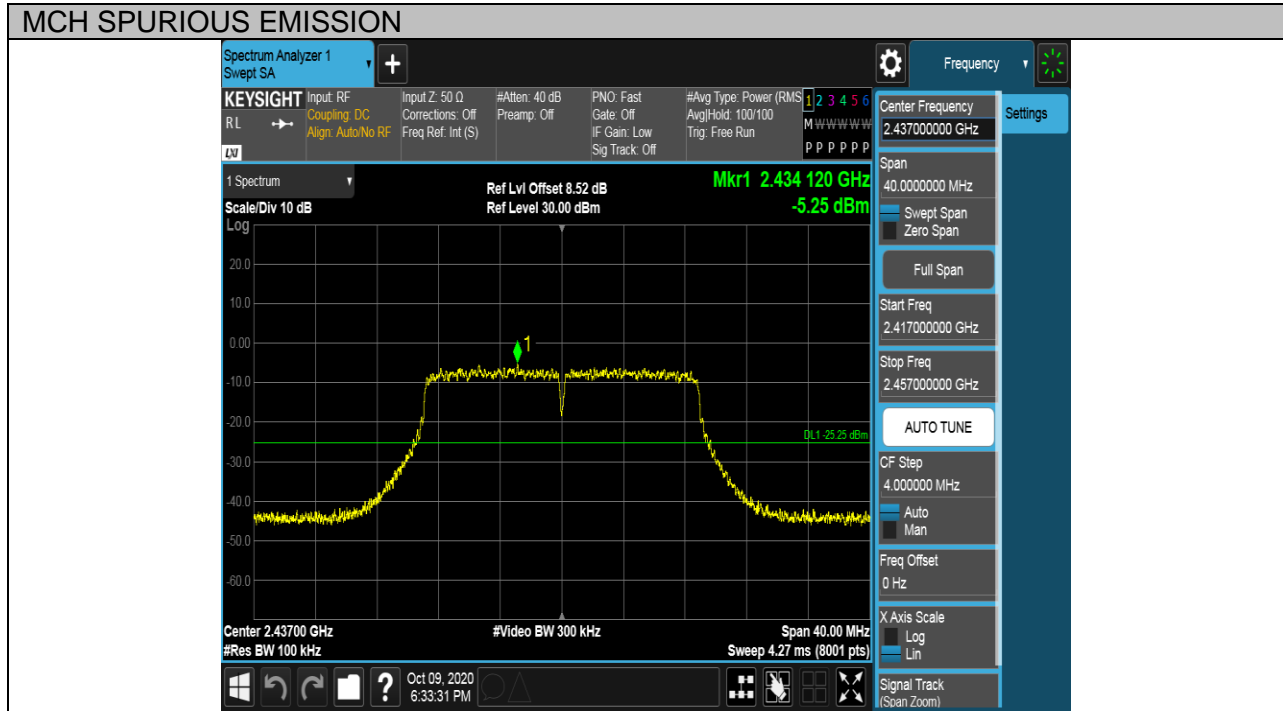 MCH SPURIOUS EMISSION
Spectrum Analyzer 1
Swept SA
+
Frequency
KEYSIGHT
RL
LXI
Input: RF
Coupling: DC
Align: Auto/No RF
Input Z: 50 Ω
Corrections: Off
Freq Ref: Int (S)
#Atten: 40 dB
Preamp: Off
PNO: Fast
Gate: Off
IF Gain: Low
Sig Track: Off
#Avg Type: Power (RMS
Avg|Hold: 100/100
Trig: Free Run
1 2 3 4 5 6
M W W W W W
P P P P P P
1 Spectrum
Scale/Div 10 dB
Log
Ref Lvl Offset 8.52 dB
Ref Level 30.00 dBm
Mkr1 2.434 120 GHz
-5.25 dBm
20.0
10.0
0.00
-10.0
-20.0
-30.0
-40.0
-50.0
-60.0
1
DL1 -25.25 dBm
Center 2.43700 GHz
#Res BW 100 kHz
#Video BW 300 kHz
Span 40.00 MHz
Sweep 4.27 ms (8001 pts)
?
Oct 09, 2020
6:33:31 PM
Center Frequency
2.437000000 GHz
Span
40.0000000 MHz
Swept Span
Zero Span
Full Span
Start Freq
2.417000000 GHz
Stop Freq
2.457000000 GHz
AUTO TUNE
CF Step
4.000000 MHz
Auto
Man
Freq Offset
0 Hz
X Axis Scale
Log
Lin
Signal Track
(Span Zoom)
Settings